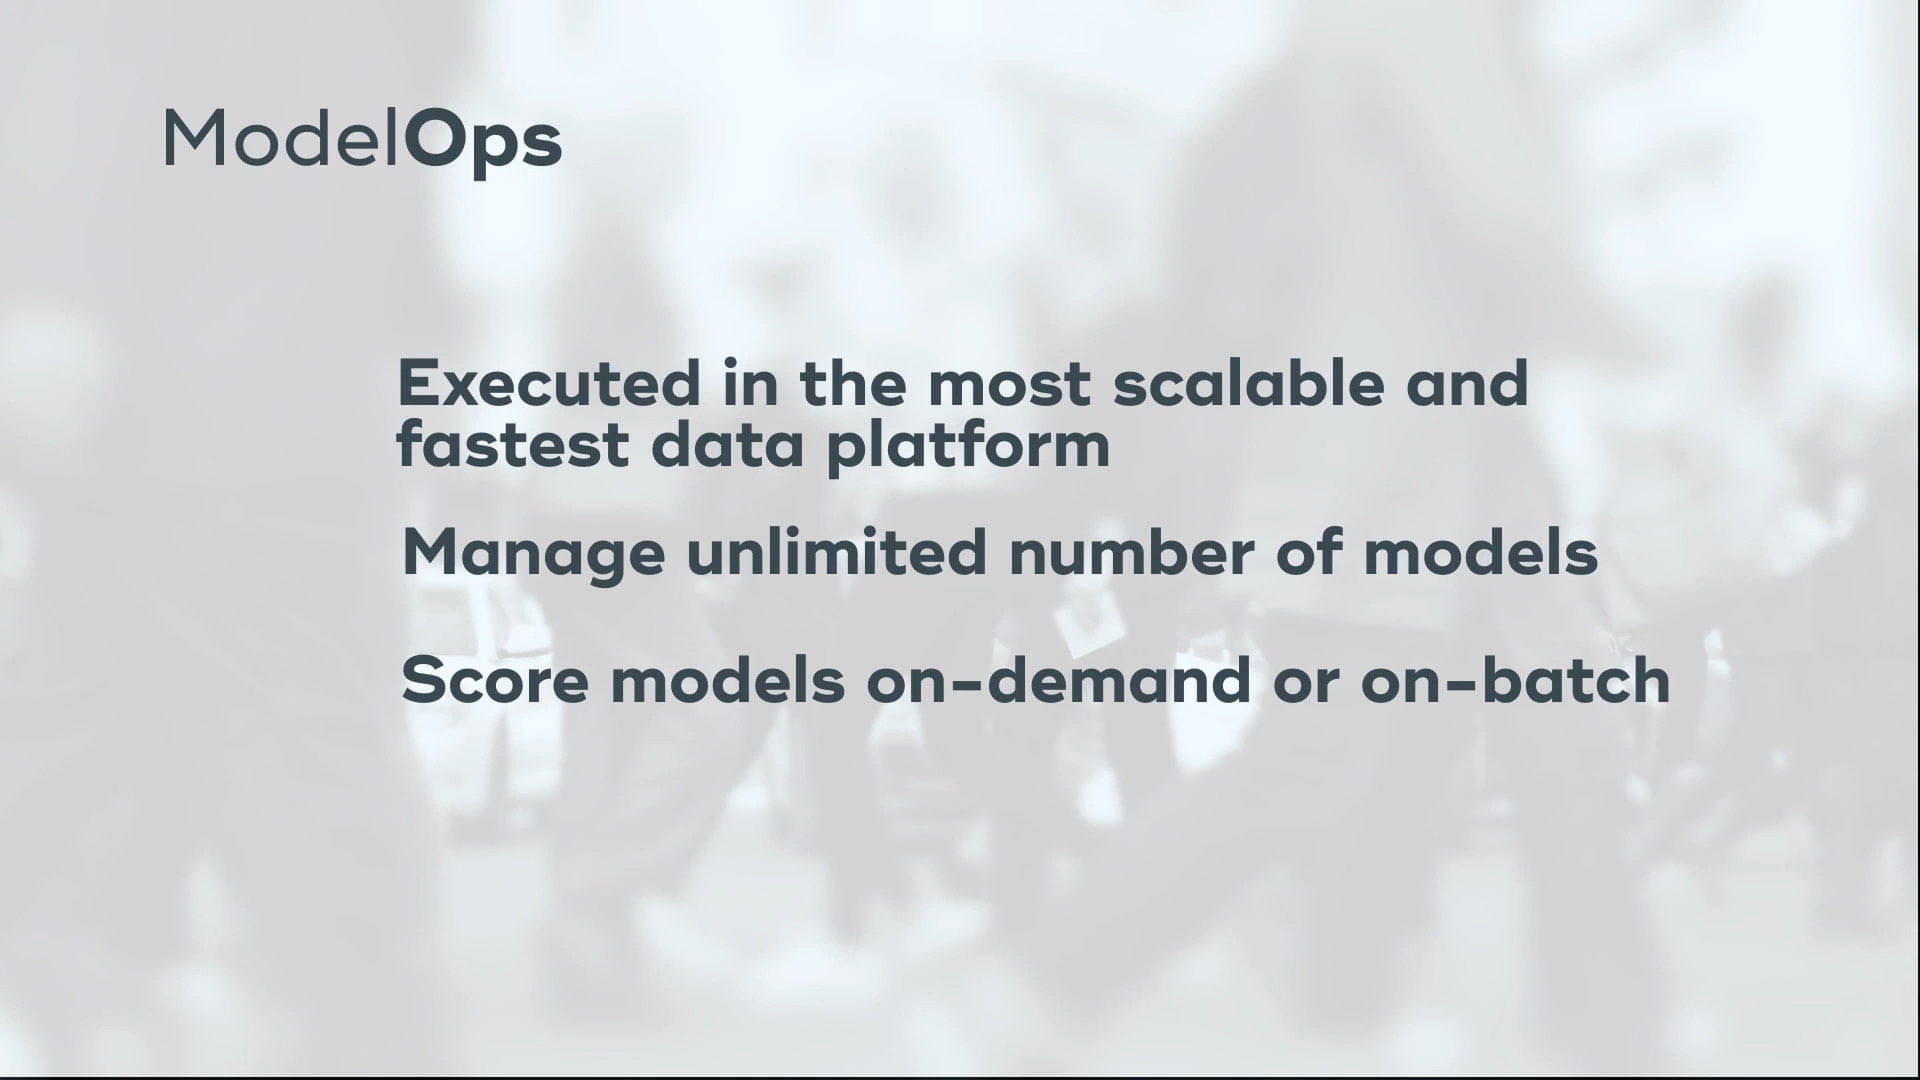 ModelOps
Executed in the most scalable and
fastest data platform
Manage unlimited number of models
Score models on-demand or on-batch